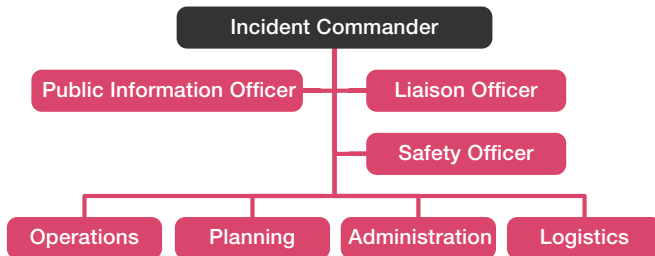 Incident Commander
Public Information Officer
Liaison Officer
Safety Officer
Operations
Planning
Administration
Logistics